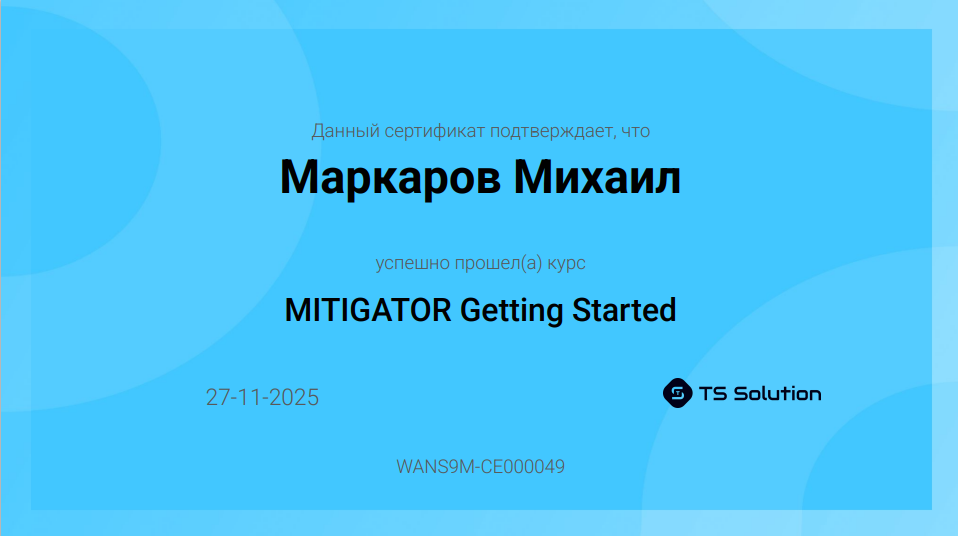 Данный сертификат подтверждает, что
Маркаров Михаил
успешно прошел(а) курс
MITIGATOR Getting Started
27-11-2025
TS Solution
WANS9M-CE000049